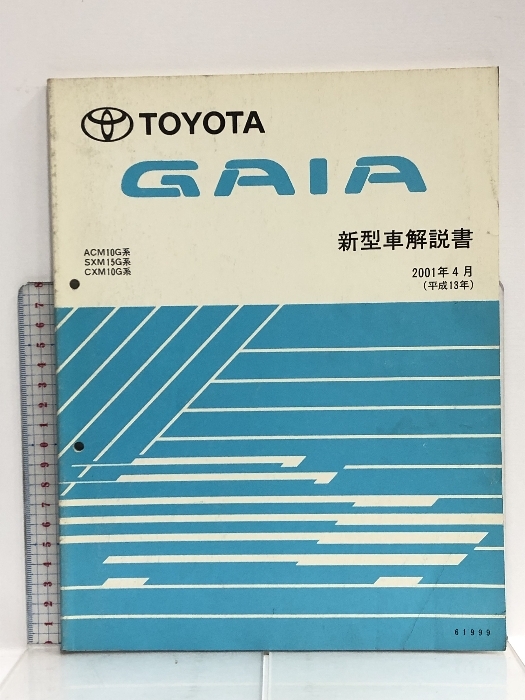 TOYOTA
GAIA
ACM10G系
SXM15G系
CXM10G系
新型車解説書
2001年4月
(平成13年)
61999